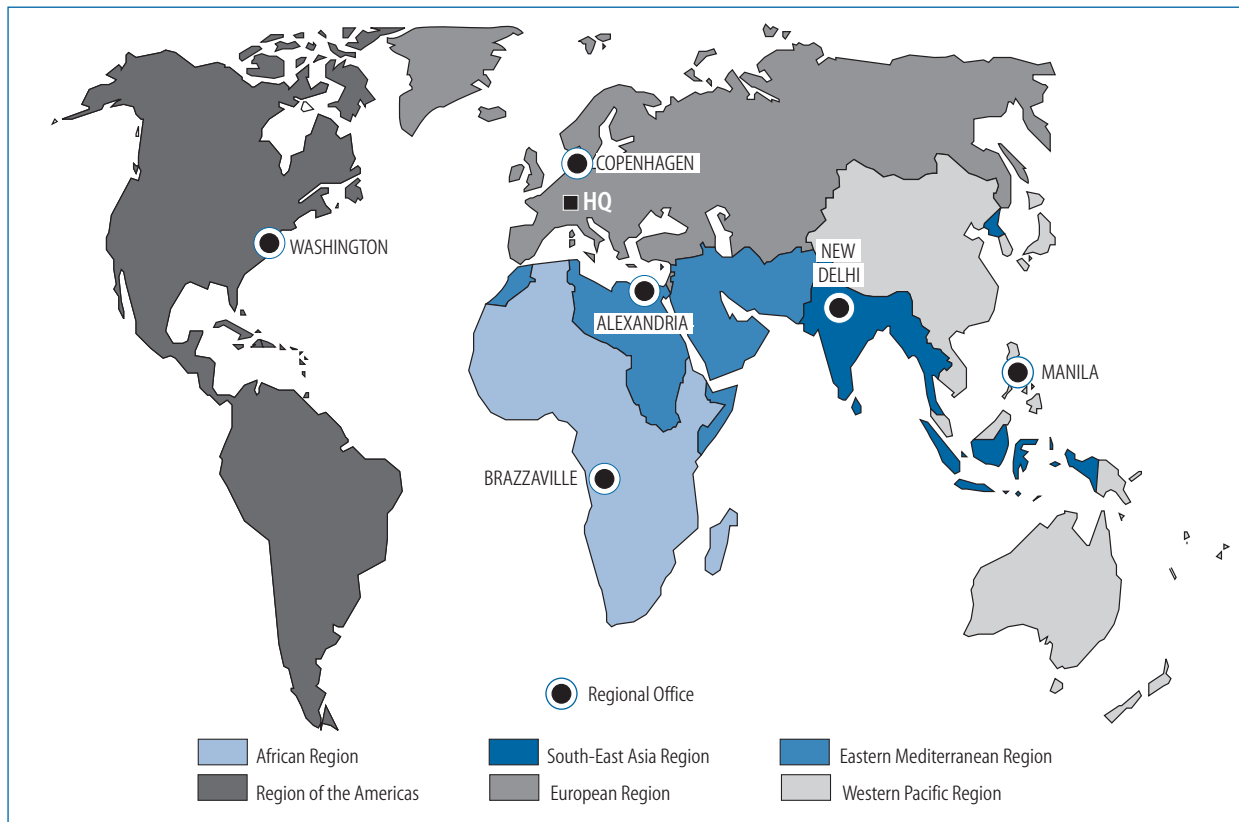 COPENHAGEN
HQ
WASHINGTON
NEW
DELHI
ALEXANDRIA
MANILA
BRAZZAVILLE
Regional Office
African Region
South-East Asia Region
Eastern Mediterranean Region
Region of the Americas
European Region
Western Pacific Region